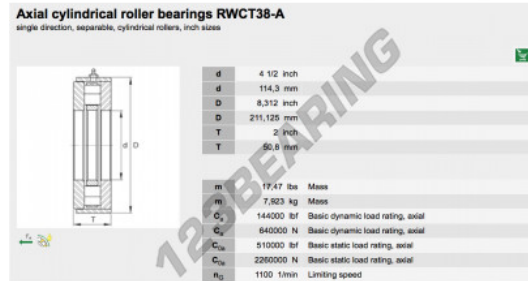 Axial cylindrical roller bearings RWCT38-A
single direction, separable, cylindrical rollers, inch sizes
d 4 1/2 inch
d 114,3 mm
D 8,312 inch
D 211,125 mm
T 2 inch
T 50,8 mm
d D
T
m 17,47 lbs Mass
m 7,923 kg Mass
Ca 144000 lbf Basic dynamic load rating, axial
Ca 640000 N Basic dynamic load rating, axial
C0a 510000 lbf Basic static load rating, axial
C0a 2260000 N Basic static load rating, axial
nG 1100 1/min Limiting speed
123BEARING